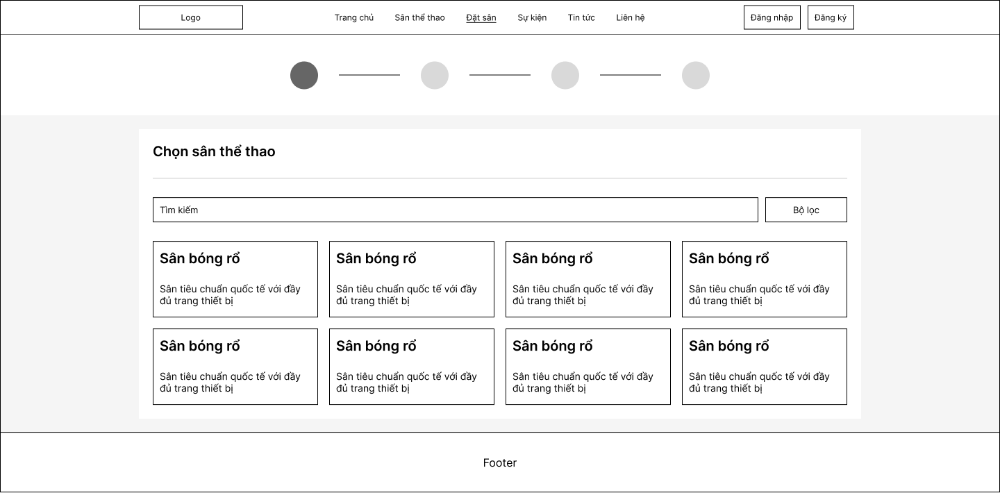 Logo
Trang chủ
Sân thể thao
Đặt sân
Sự kiện
Tin tức
Liên hệ
Đăng nhập
Đăng ký
Chọn sân thể thao
Tìm kiếm
Bộ lọc
Sân bóng rổ
Sân tiêu chuẩn quốc tế với đầy
đủ trang thiết bị
Sân bóng rổ
Sân tiêu chuẩn quốc tế với đầy
đủ trang thiết bị
Sân bóng rổ
Sân tiêu chuẩn quốc tế với đầy
đủ trang thiết bị
Sân bóng rổ
Sân tiêu chuẩn quốc tế với đầy
đủ trang thiết bị
Sân bóng rổ
Sân tiêu chuẩn quốc tế với đầy
đủ trang thiết bị
Sân bóng rổ
Sân tiêu chuẩn quốc tế với đầy
đủ trang thiết bị
Sân bóng rổ
Sân tiêu chuẩn quốc tế với đầy
đủ trang thiết bị
Sân bóng rổ
Sân tiêu chuẩn quốc tế với đầy
đủ trang thiết bị
Footer